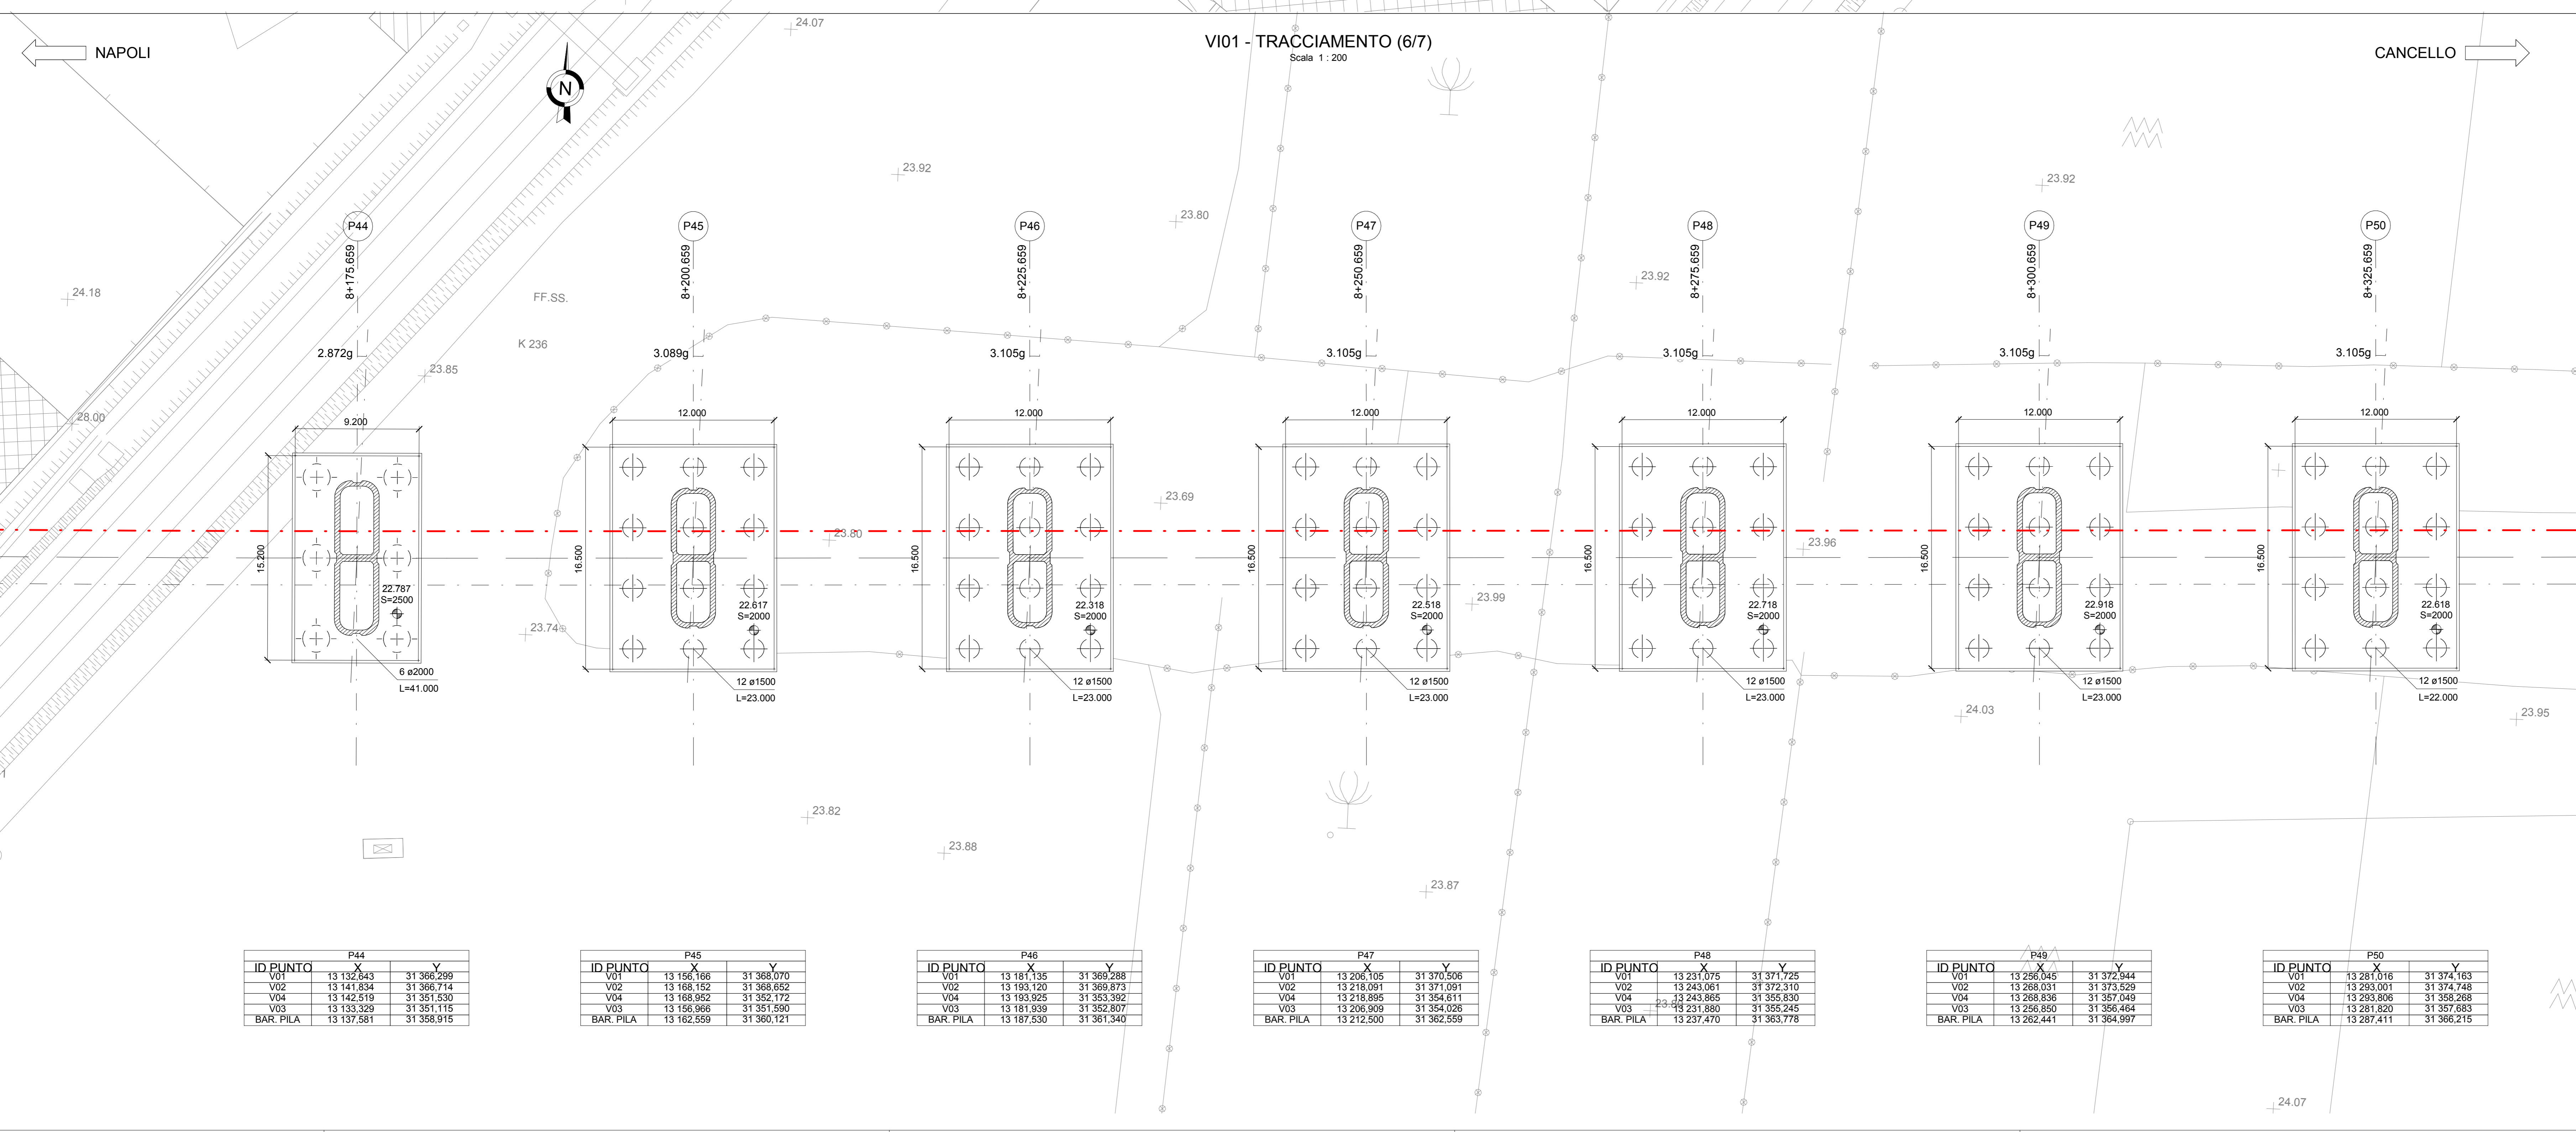 VI01 - TRACCIAMENTO (6/7)
Scala 1 : 200
NAPOLI
CANCELLO
N
24.07
23.92
23.80
23.92
23.92
24.18
FF.SS.
K 236
23.85
28.00
P44
8+175.659
2.872g
9.200
15.200
22.787
S=2500
6 ø2000
L=41.000
P45
8+200.659
3.089g
12.000
16.500
22.617
S=2000
12 ø1500
L=23.000
P46
8+225.659
3.105g
12.000
16.500
22.318
S=2000
12 ø1500
L=23.000
P47
8+250.659
3.105g
12.000
16.500
22.518
S=2000
12 ø1500
L=23.000
P48
8+275.659
3.105g
12.000
16.500
22.718
S=2000
12 ø1500
L=23.000
P49
8+300.659
3.105g
12.000
16.500
22.918
S=2000
12 ø1500
L=23.000
P50
8+325.659
3.105g
12.000
16.500
22.618
S=2000
12 ø1500
L=22.000
23.80
23.69
23.96
23.99
23.74
24.03
23.95
23.82
23.88
23.87
24.07
P44
ID PUNTO X Y
V01 13 132,643 31 366,299
V02 13 141,834 31 366,714
V04 13 142,519 31 351,530
V03 13 133,329 31 351,115
BAR. PILA 13 137,581 31 358,915
P45
ID PUNTO X Y
V01 13 156,166 31 368,070
V02 13 168,152 31 368,652
V04 13 168,952 31 352,172
V03 13 156,966 31 351,590
BAR. PILA 13 162,559 31 360,121
P46
ID PUNTO X Y
V01 13 181,135 31 369,288
V02 13 193,120 31 369,873
V04 13 193,925 31 353,392
V03 13 181,939 31 352,807
BAR. PILA 13 187,530 31 361,340
P47
ID PUNTO X Y
V01 13 206,105 31 370,506
V02 13 218,091 31 371,091
V04 13 218,895 31 354,611
V03 13 206,909 31 354,026
BAR. PILA 13 212,500 31 362,559
P48
ID PUNTO X Y
V01 13 231,075 31 371,725
V02 13 243,061 31 372,310
V04 13 243,865 31 355,830
V03 13 231,880 31 355,245
BAR. PILA 13 237,470 31 363,778
P49
ID PUNTO X Y
V01 13 256,045 31 372,944
V02 13 268,031 31 373,529
V04 13 268,836 31 357,049
V03 13 256,850 31 356,464
BAR. PILA 13 262,441 31 364,997
P50
ID PUNTO X Y
V01 13 281,016 31 374,163
V02 13 293,001 31 374,748
V04 13 293,806 31 358,268
V03 13 281,820 31 357,683
BAR. PILA 13 287,411 31 366,215